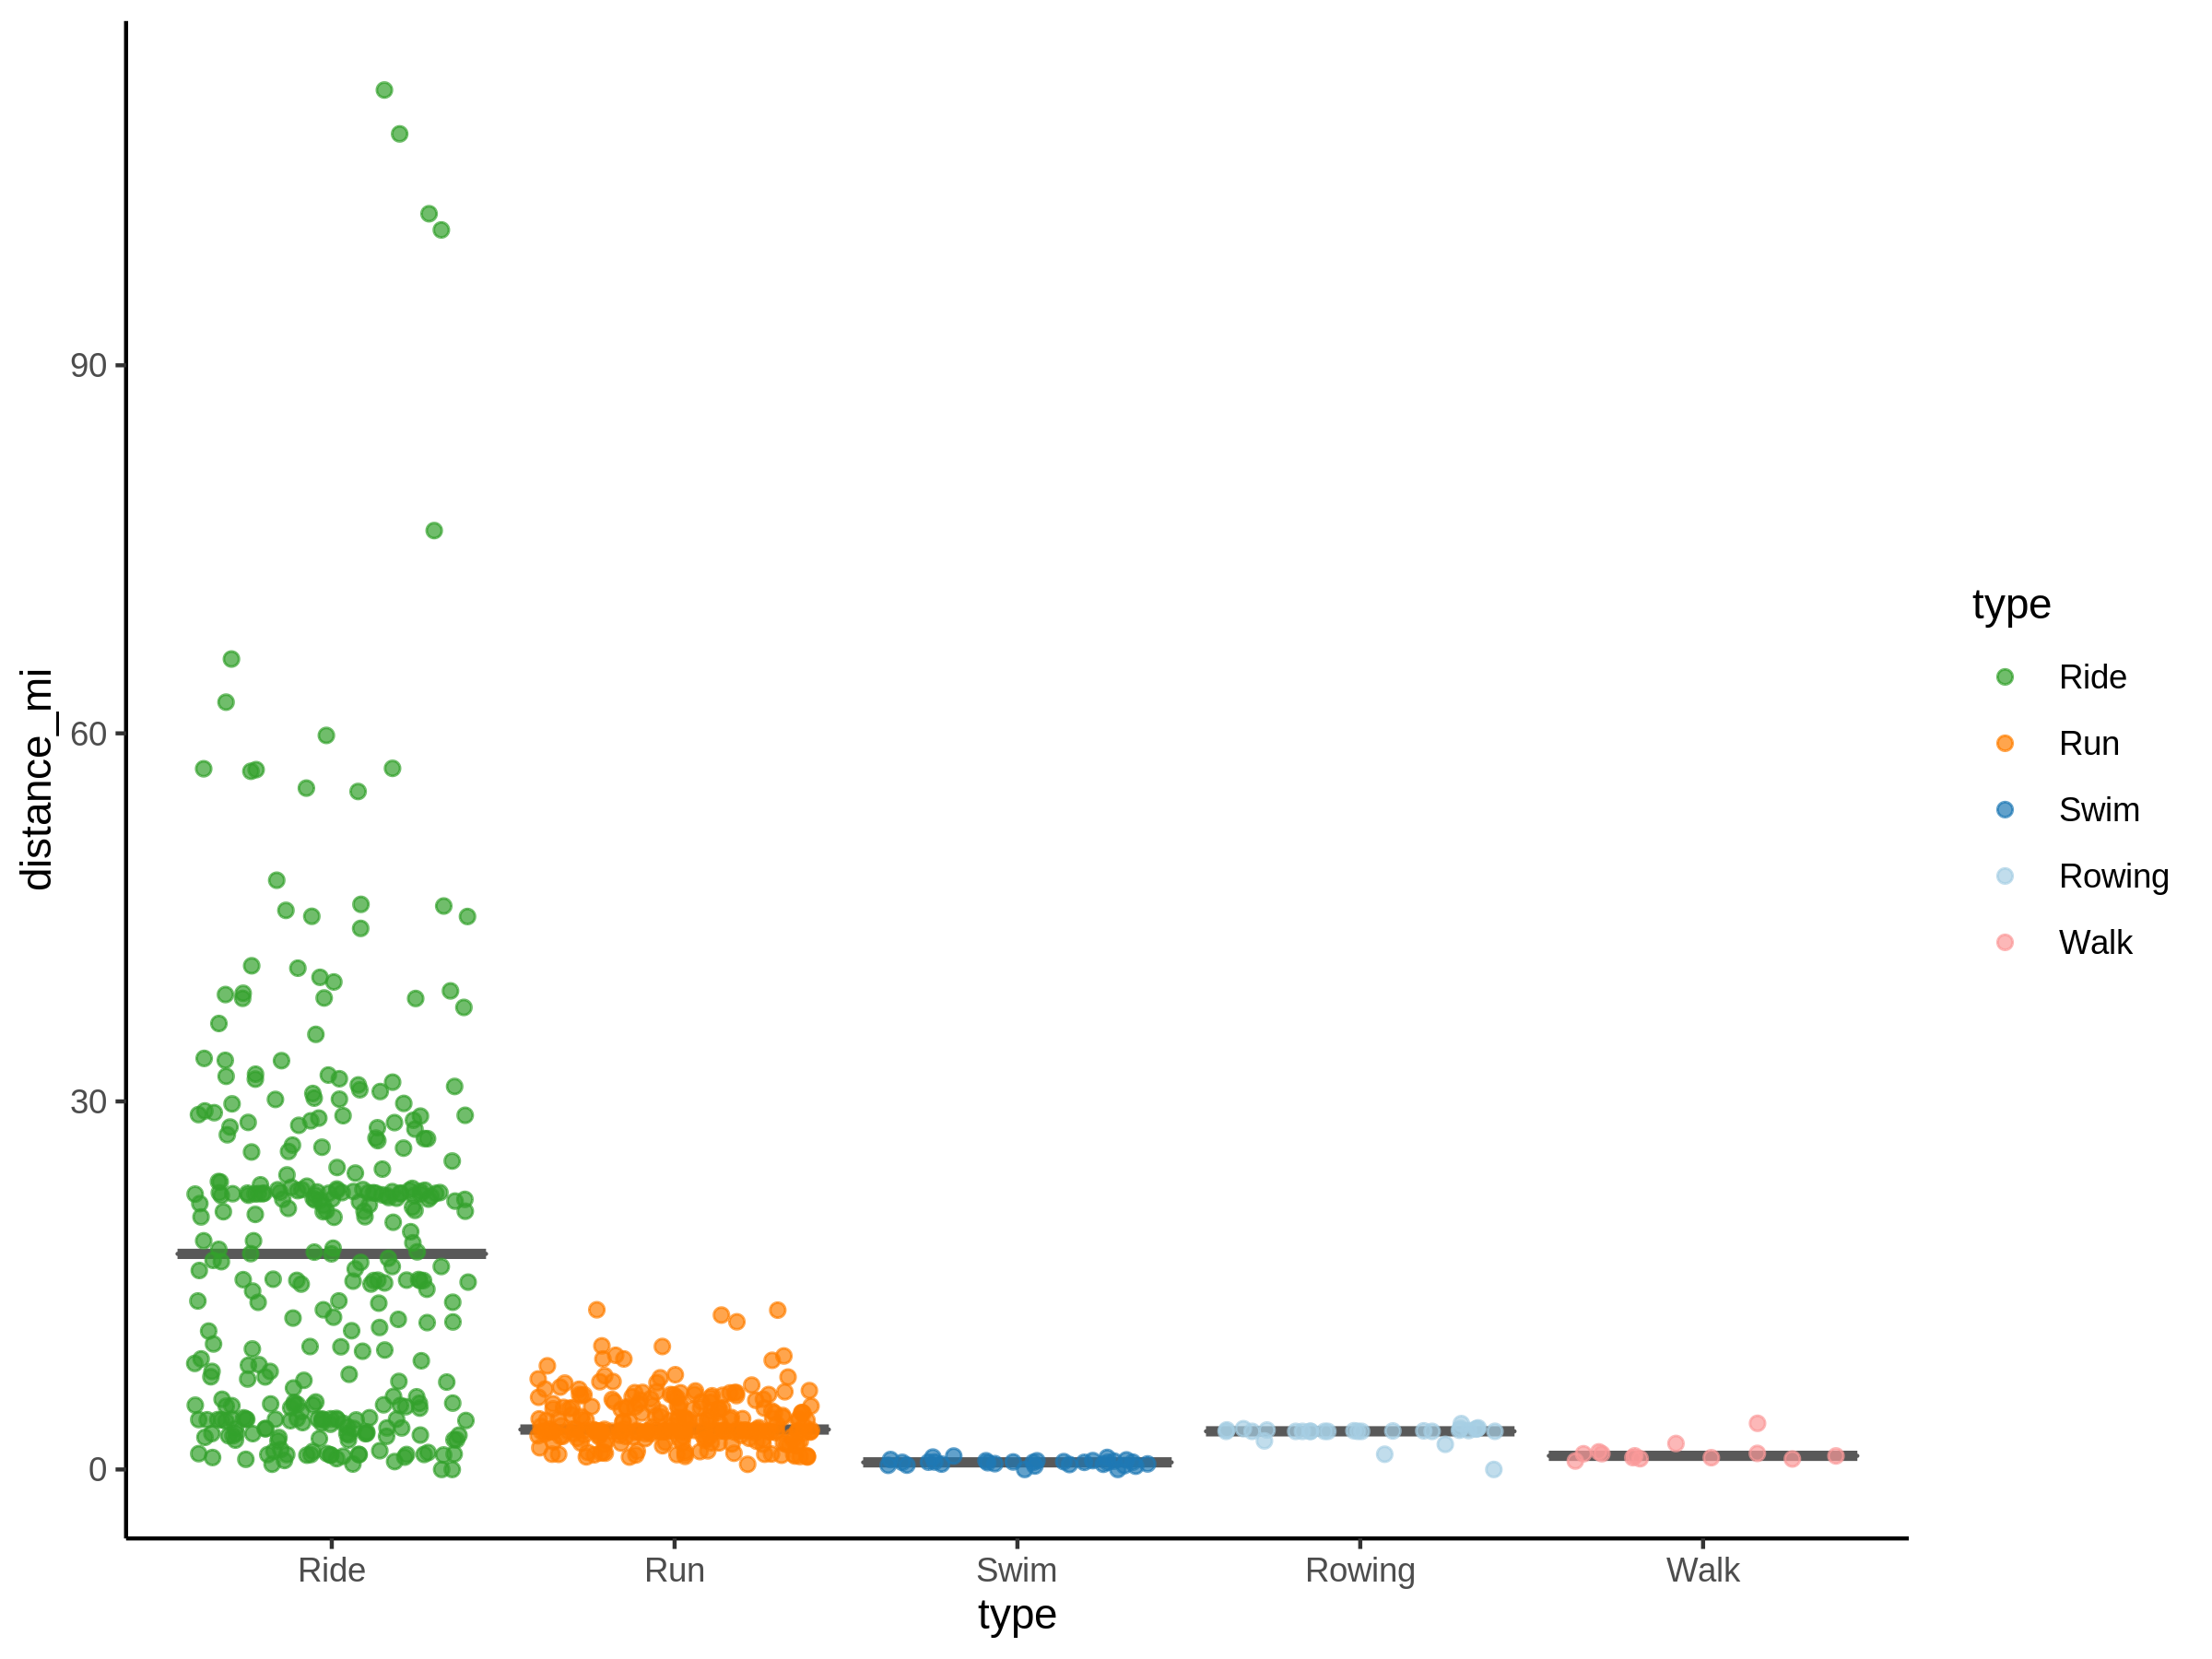 distance_mi
90
60
30
0
Ride
Run
Swim
Rowing
Walk
type
type
Ride
Run
Swim
Rowing
Walk